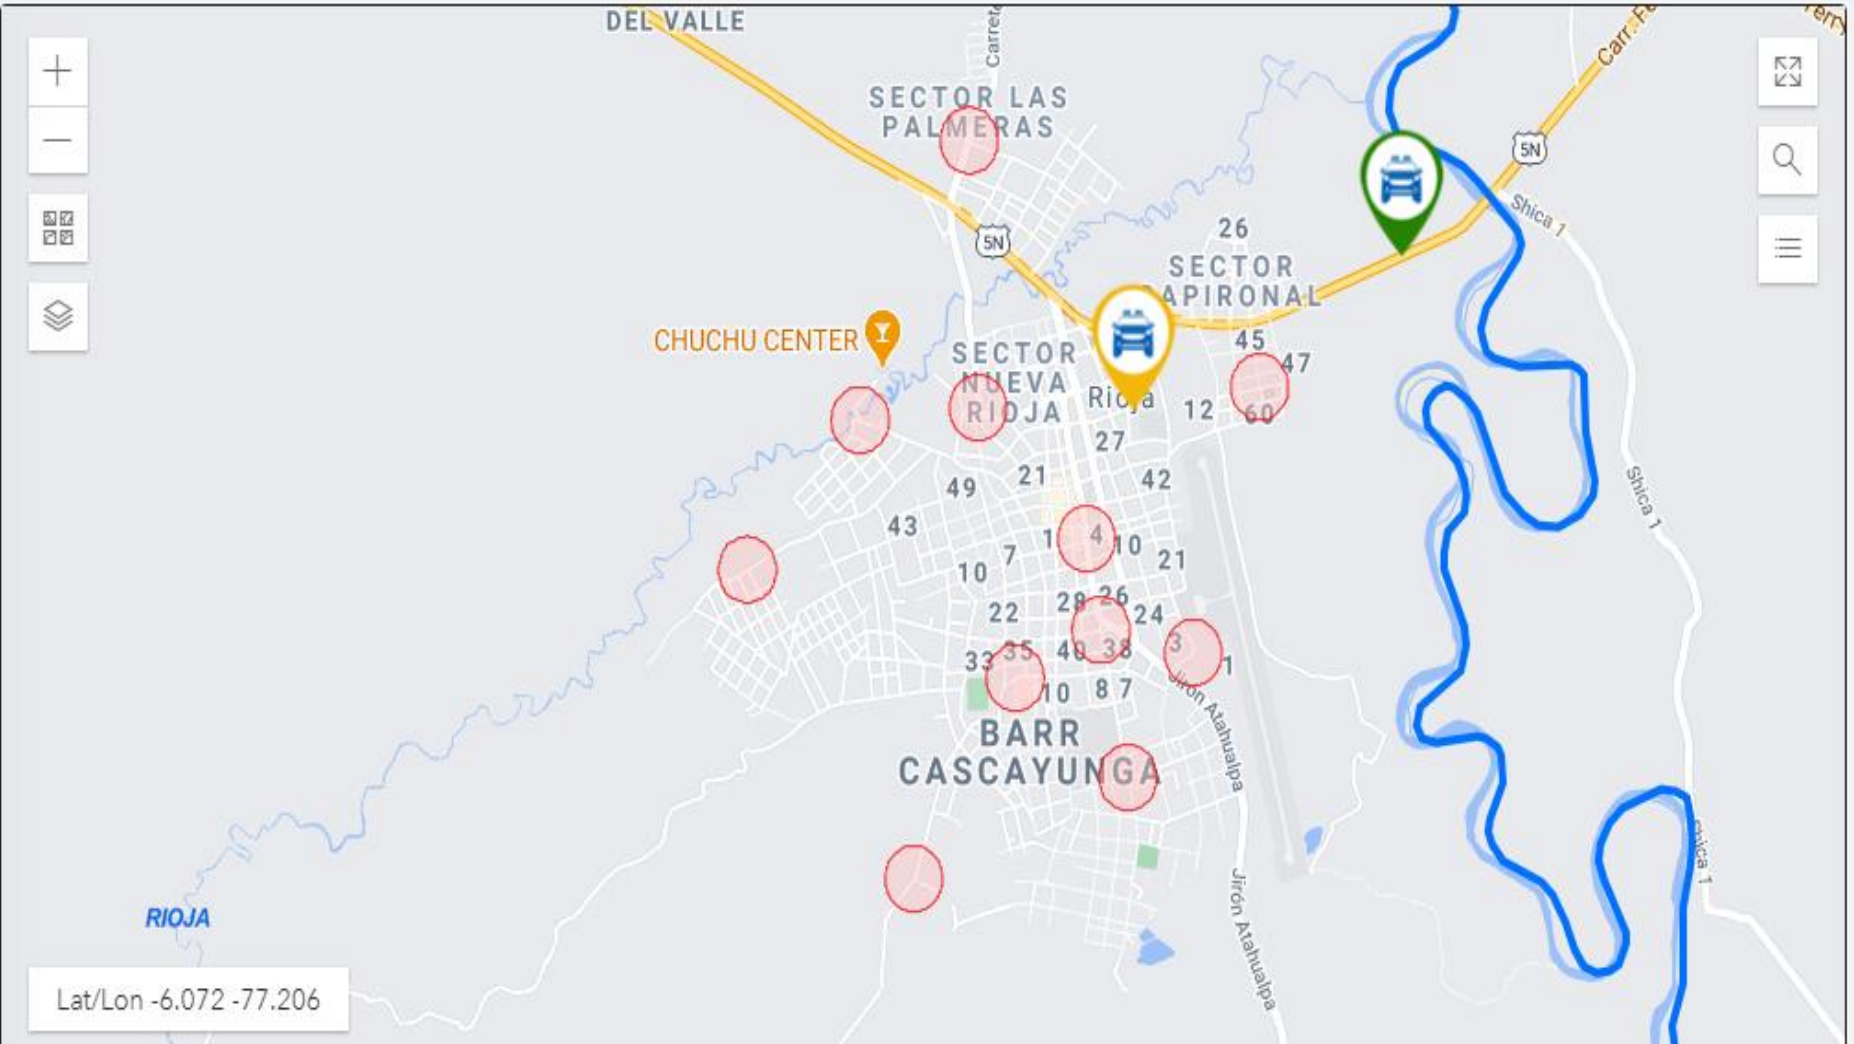 DEL VALLE
Carr. Fe
Carrete
SECTOR LAS
PALMERAS
5N
Shica 1
26
5N
SECTOR
APIRONAL
CHUCHU CENTER
45
SECTOR
NUEVA
RIOJA
47
Rioja
12
60
27
21
42
49
Shica 1
43
1
4
10
7
21
10
28
26
22
24
3
35
40
38
33
1
10
8 7
Jirón Atahualpa
BARR
CASCAYUNGA
Shica 1
RIOJA
Jirón Atahualpa
Lat/Lon -6.072 -77.206